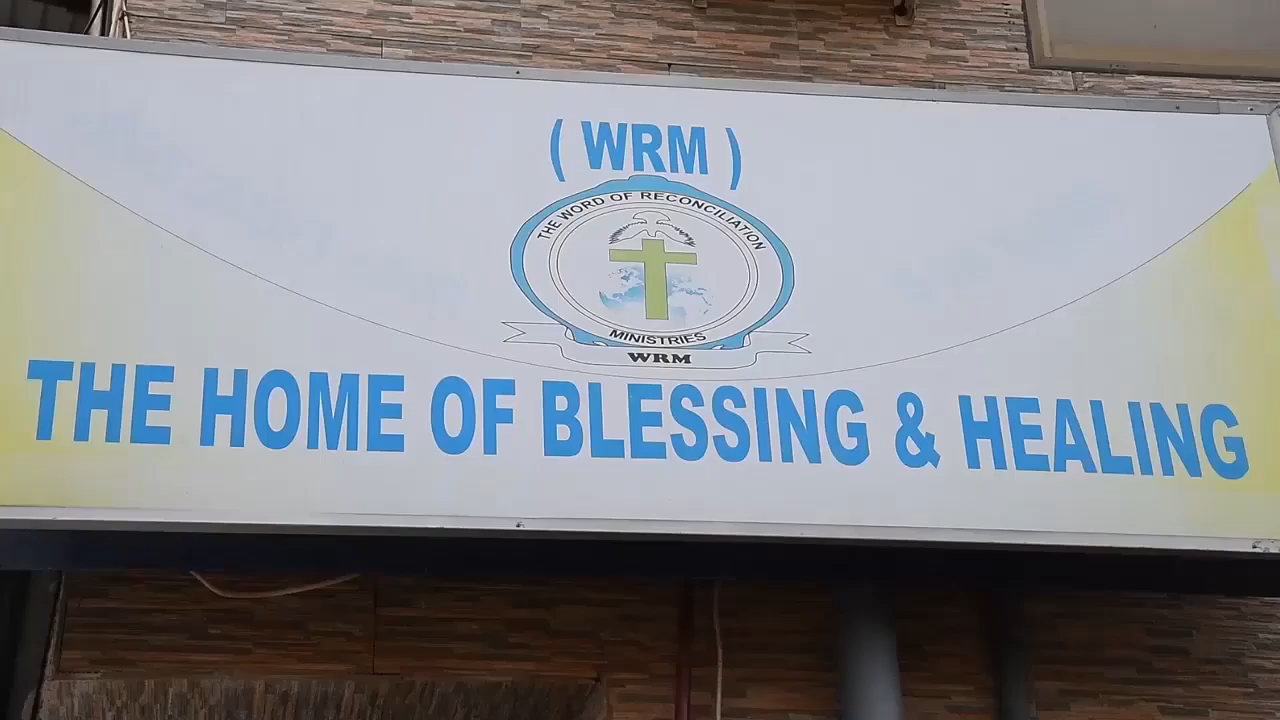 ( WRM )
THE WORD OF RECONCILIATION
MINISTRIES
WRM
THE HOME OF BLESSING & HEALING